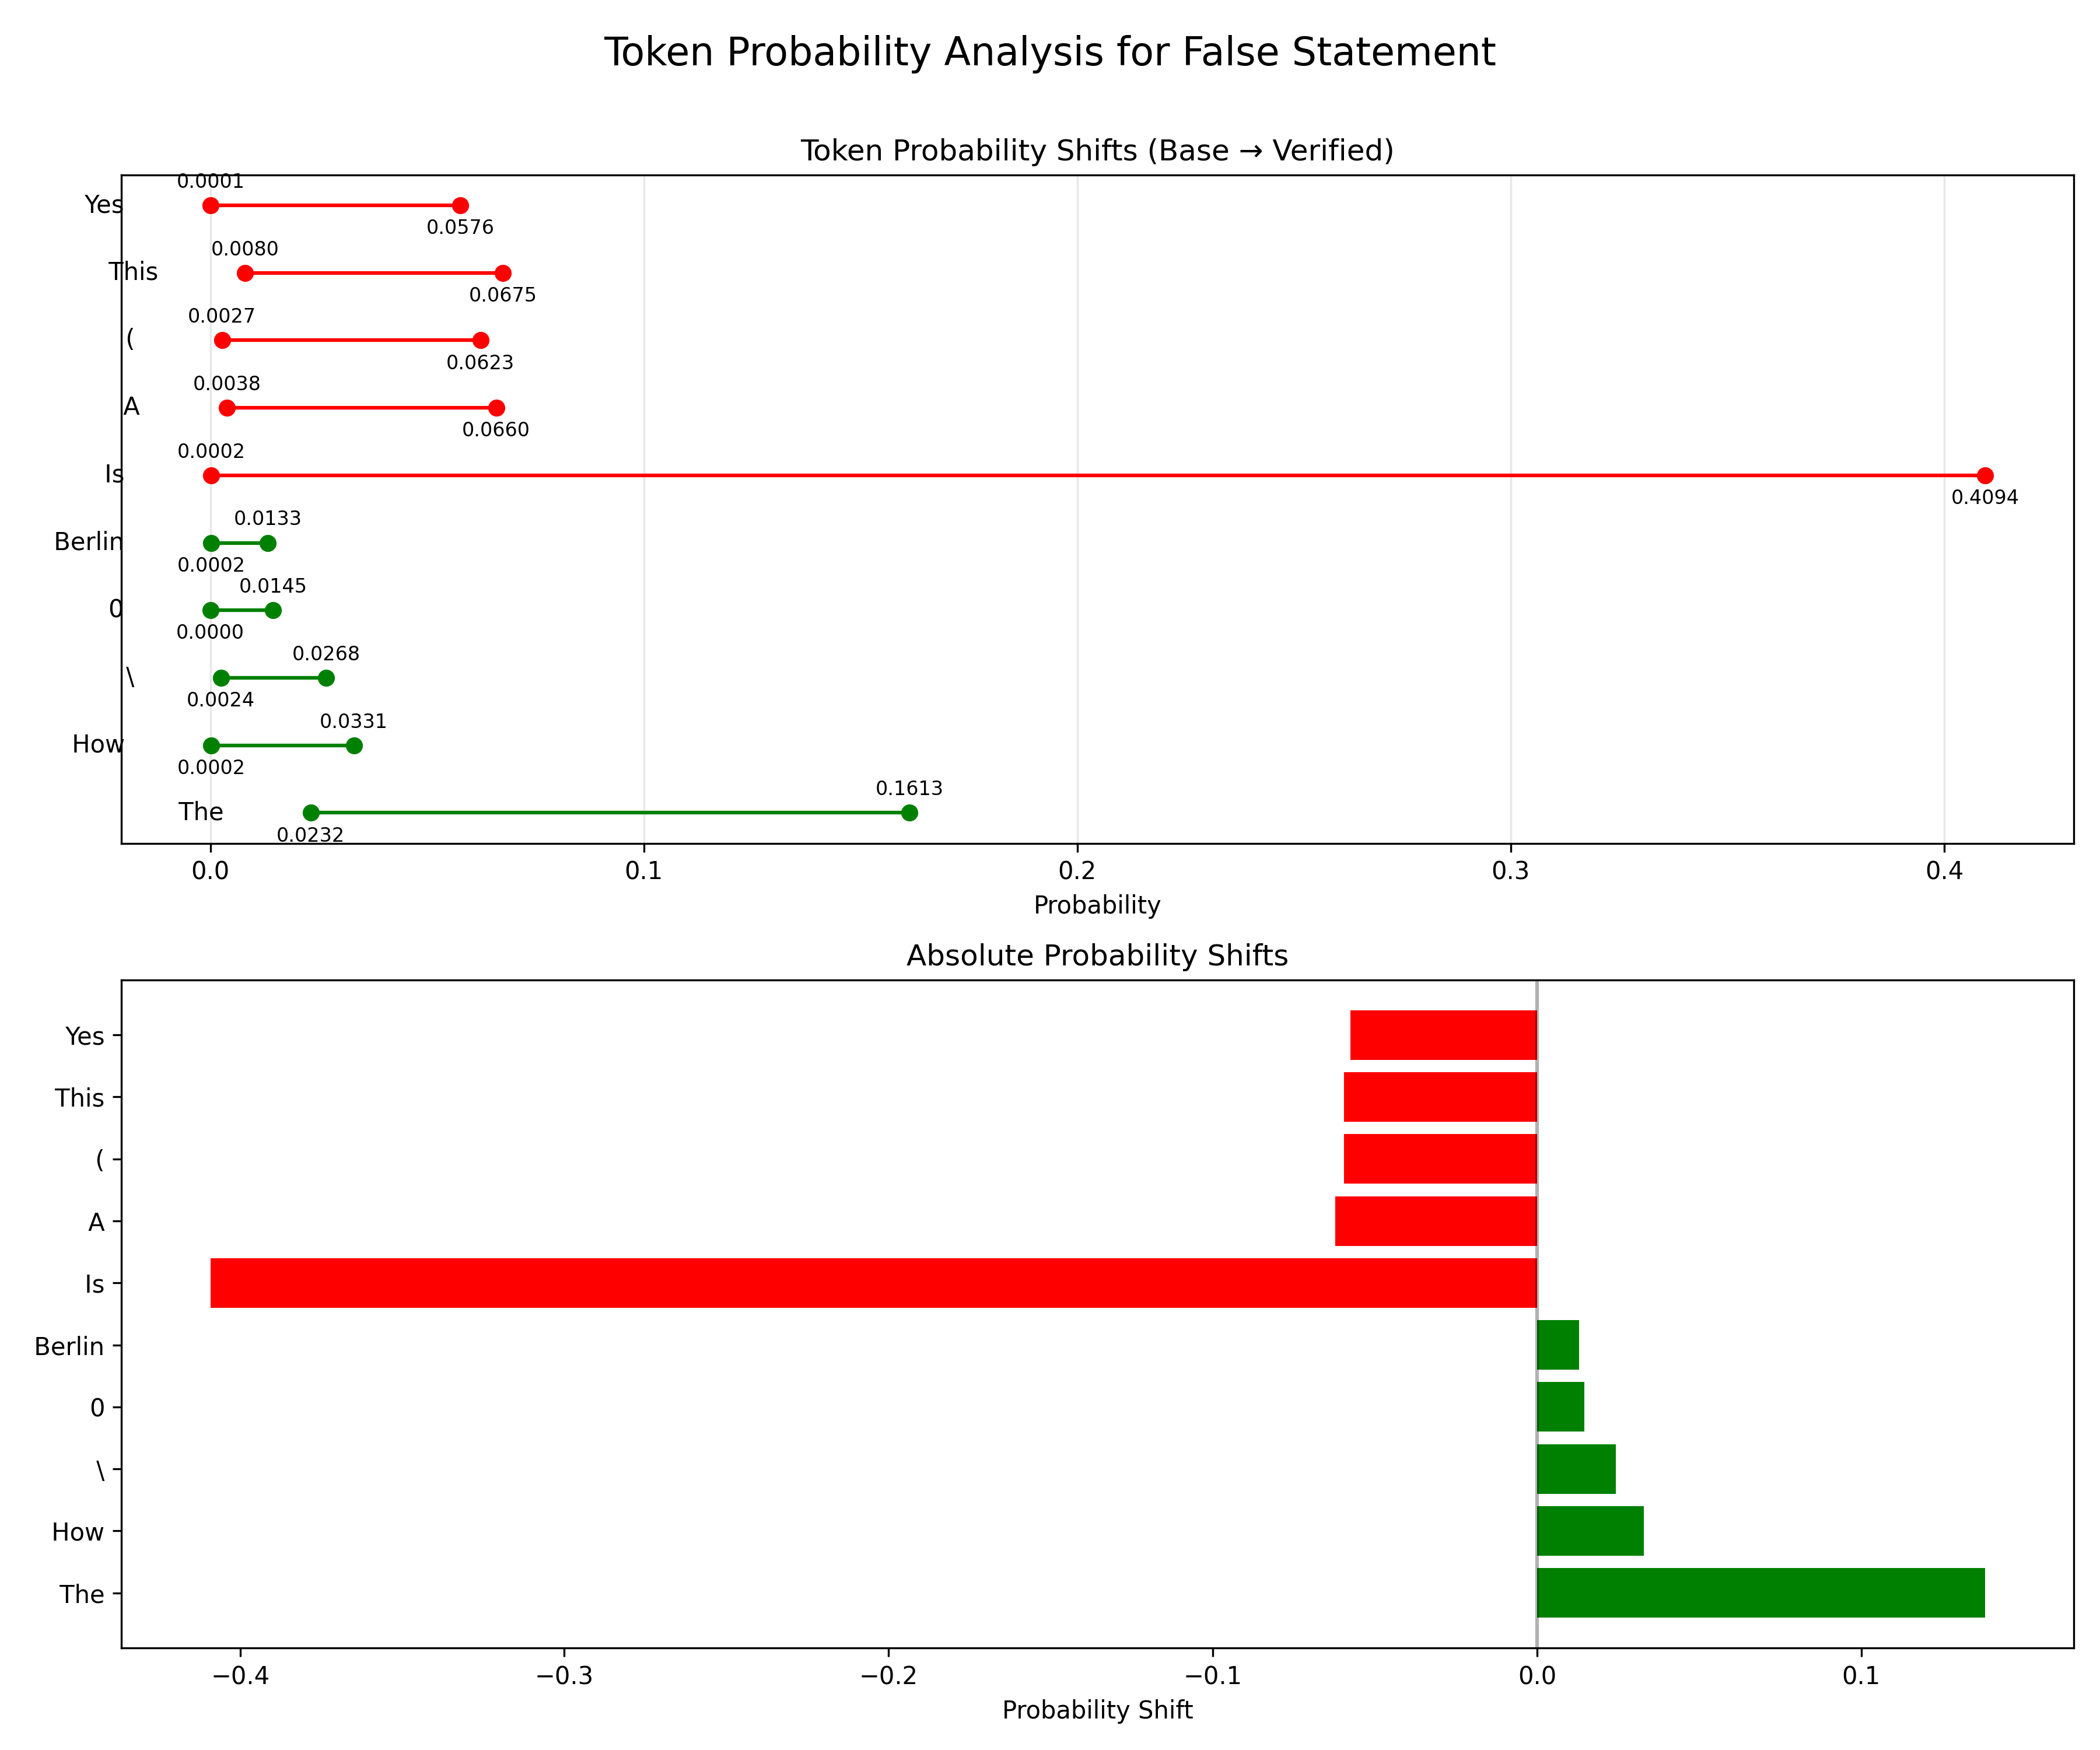 Token Probability Analysis for False Statement
Token Probability Shifts (Base → Verified)
0.0001
Yes
0.0576
0.0080
This
0.0675
0.0027
(
0.0623
0.0038
A
0.0660
0.0002
Is
0.4094
0.0133
Berlin
0.0002
0.0145
0
0.0000
0.0268
\
0.0024
0.0331
How
0.0002
0.1613
The
0.0232
0.0 0.1 0.2 0.3 0.4
Probability
Absolute Probability Shifts
Yes
This
(
A
Is
Berlin
0
\
How
The
−0.4 −0.3 −0.2 −0.1 0.0 0.1
Probability Shift